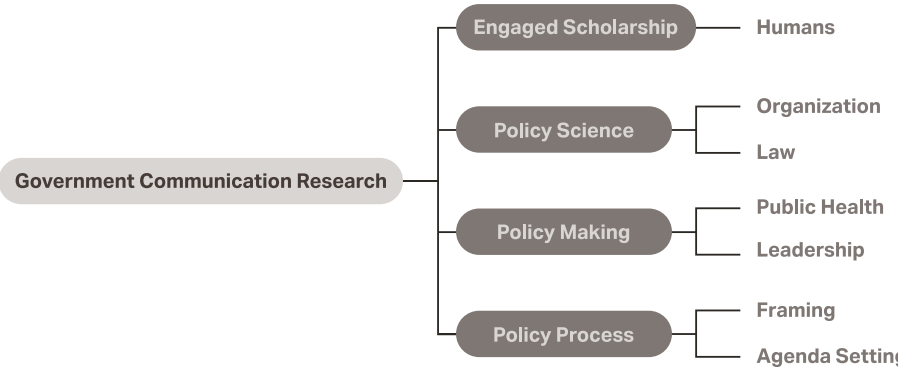 Government Communication Research
Engaged Scholarship
Humans
Policy Science
Organization
Law
Policy Making
Public Health
Leadership
Policy Process
Framing
Agenda Setting